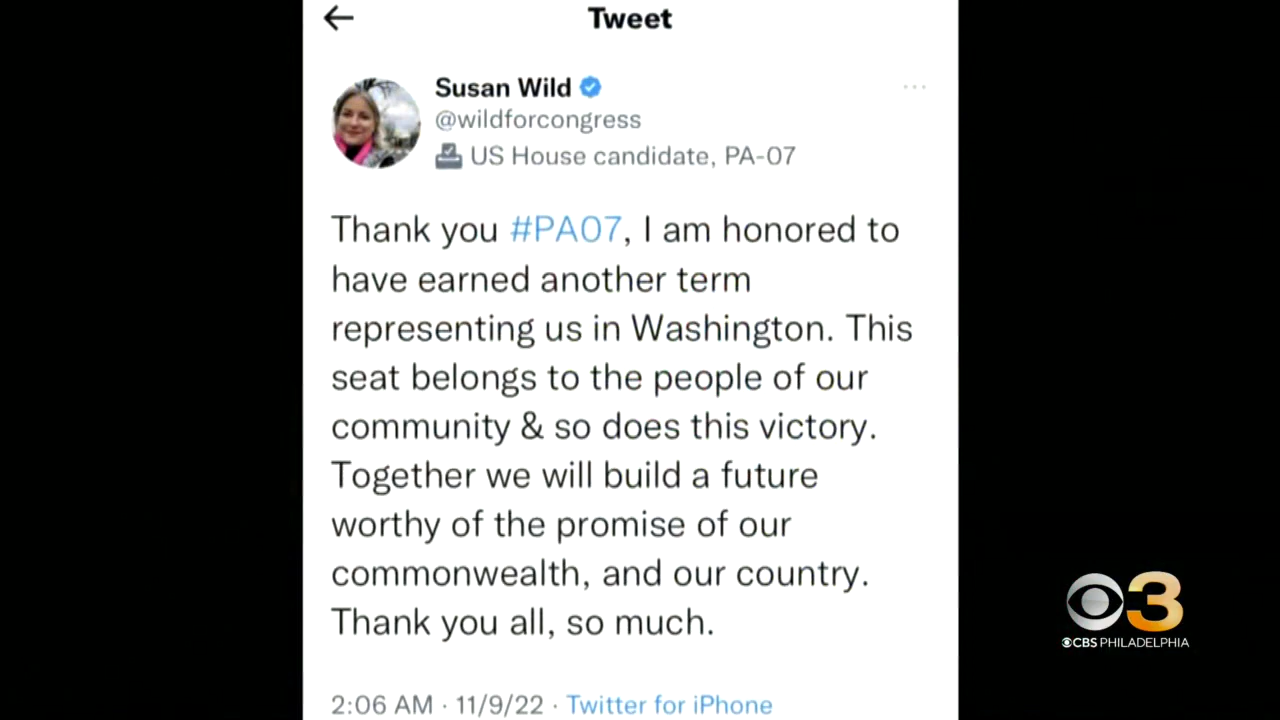 Tweet
Susan Wild
@wildforcongress
US House candidate, PA-07
Thank you #PA07, I am honored to
have earned another term
representing us in Washington. This
seat belongs to the people of our
community & so does this victory.
Together we will build a future
worthy of the promise of our
commonwealth, and our country.
Thank you all, so much.
2:06 AM · 11/9/22 · Twitter for iPhone
3
CBS PHILADELPHIA